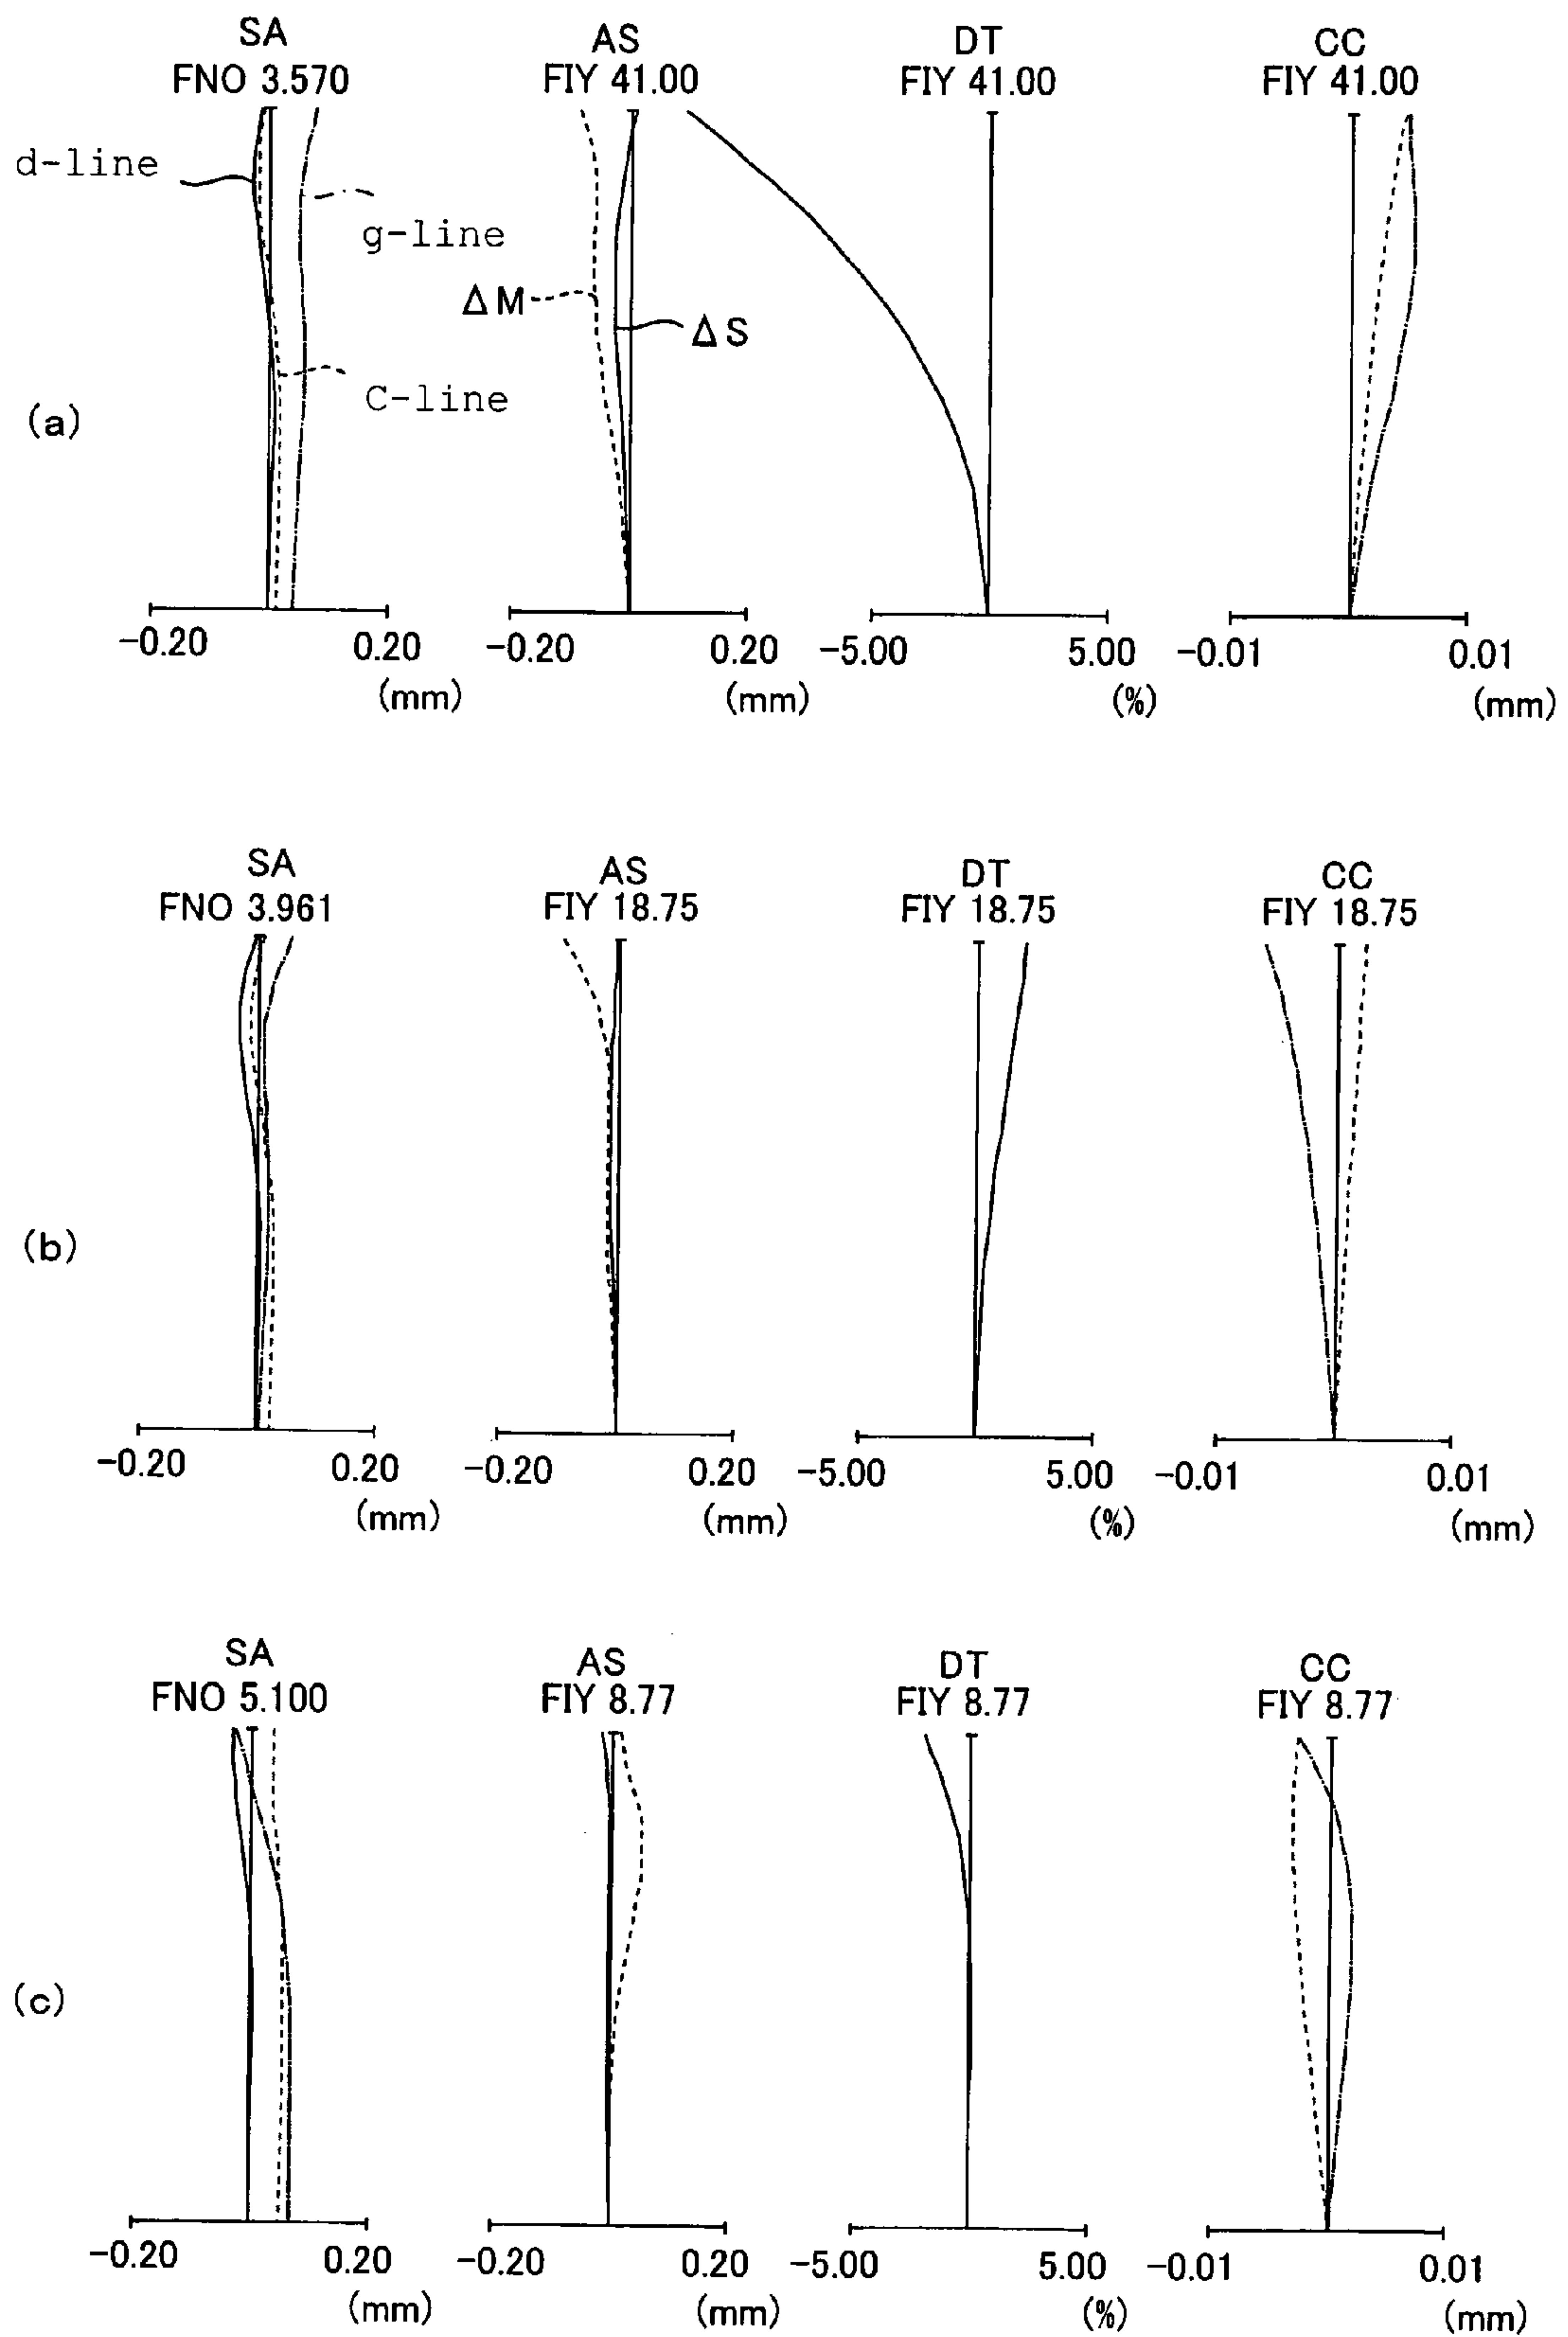 SA AS DT CC
FNO 3.570 FIY 41.00 FIY 41.00 FIY 41.00
d-line
g-line
ΔM
ΔS
C-line
(a)
-0.20 0.20 -0.20 0.20 -5.00 5.00 -0.01 0.01
(mm) (mm) (%) (mm)
SA AS DT CC
FNO 3.961 FIY 18.75 FIY 18.75 FIY 18.75
(b)
-0.20 0.20 -0.20 0.20 -5.00 5.00 -0.01 0.01
(mm) (mm) (%) (mm)
SA AS DT CC
FNO 5.100 FIY 8.77 FIY 8.77 FIY 8.77
(c)
-0.20 0.20 -0.20 0.20 -5.00 5.00 -0.01 0.01
(mm) (mm) (%) (mm)